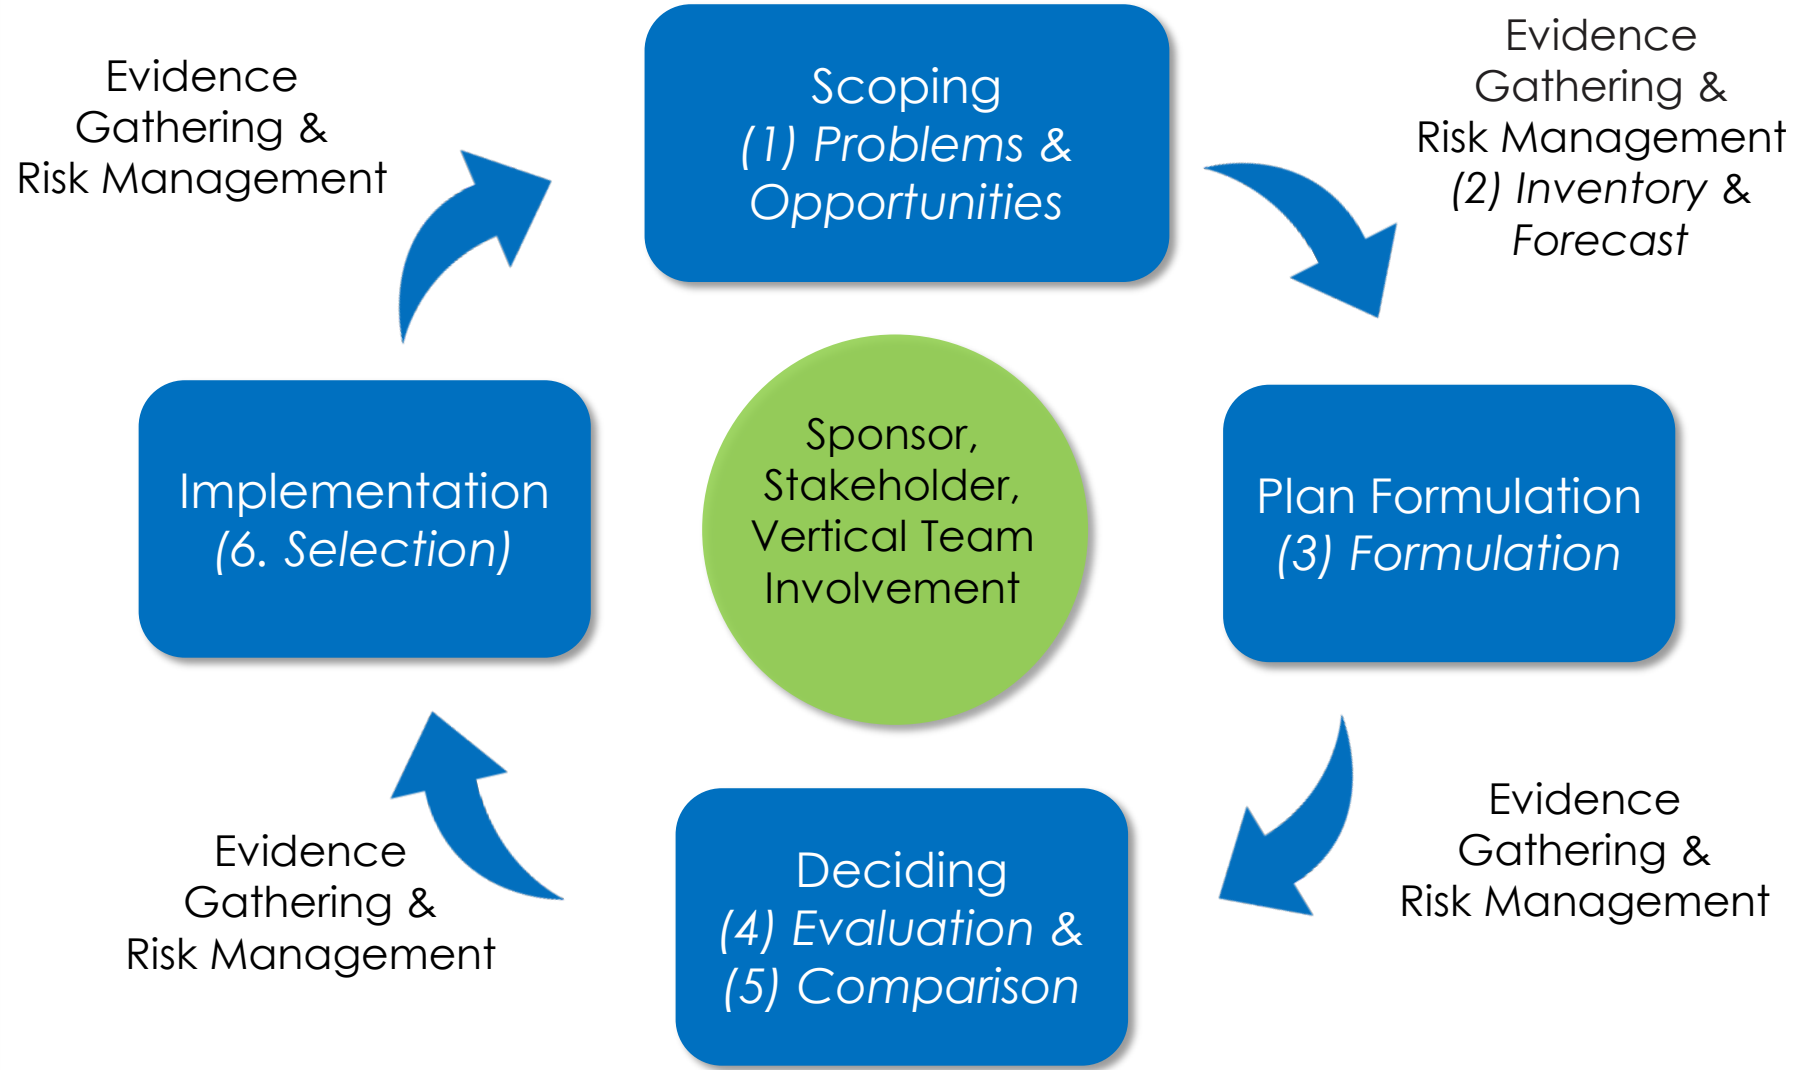 Evidence
Gathering &
Risk Management
Scoping
(1) Problems &
Opportunities
Evidence
Gathering &
Risk Management
(2) Inventory &
Forecast
Implementation
(6. Selection)
Sponsor,
Stakeholder,
Vertical Team
Involvement
Plan Formulation
(3) Formulation
Evidence
Gathering &
Risk Management
Deciding
(4) Evaluation &
(5) Comparison
Evidence
Gathering &
Risk Management